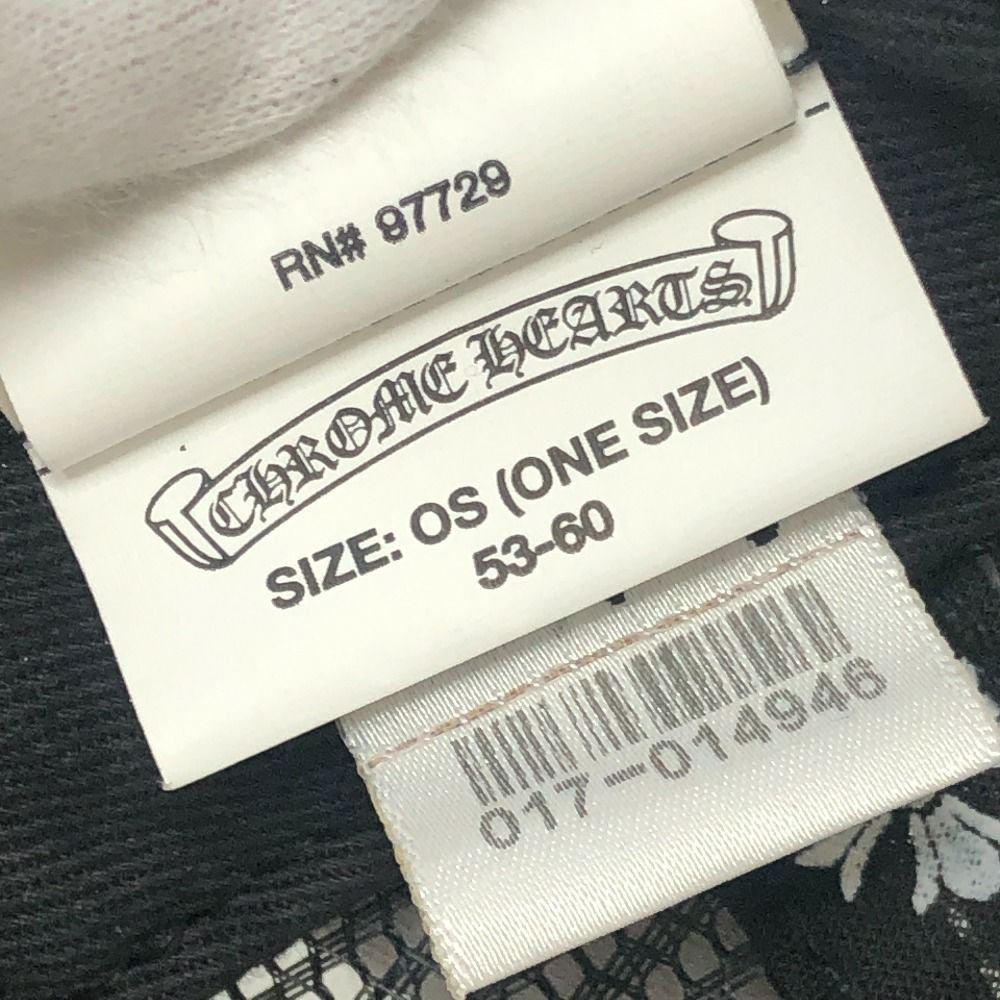 RN# 97729
CHROME HEARTS
SIZE: OS (ONE SIZE)
53-60
017-014946